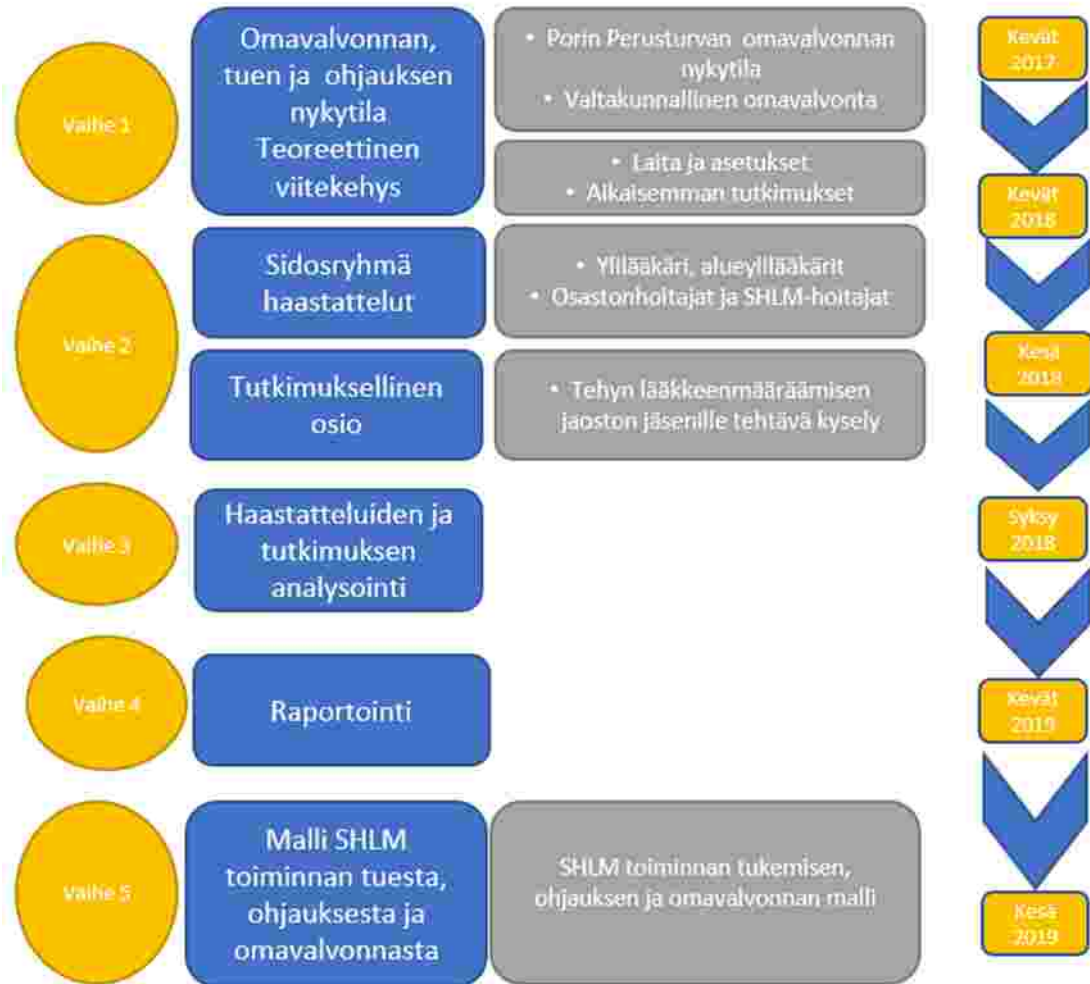 Vaihe 1
Omavalvonnan,
tuen ja ohjauksen
nykytila
Teoreettinen
viitekehys
• Porin Perusturvan omavalvonnan
nykytila
• Valtakunnallinen omavalvonta
• Laita ja asetukset
• Aikaisemman tutkimukset
Kevät
2017
Kevät
2018
Vaihe 2
Sidosryhmä
haastattelut
• Ylilääkäri, alueylilääkärit
• Osastonhoitajat ja SHLM-hoitajat
Tutkimuksellinen
osio
• Tehyn lääkkeenmääräämisen
jaoston jäsenille tehtävä kysely
Kesä
2018
Vaihe 3
Haastatteluiden ja
tutkimuksen
analysointi
Syksy
2018
Vaihe 4
Raportointi
Kevät
2019
Vaihe 5
Malli SHLM
toiminnan tuesta,
ohjauksesta ja
omavalvonnasta
SHLM toiminnan tukemisen,
ohjauksen ja omavalvonnan malli
Kesä
2019